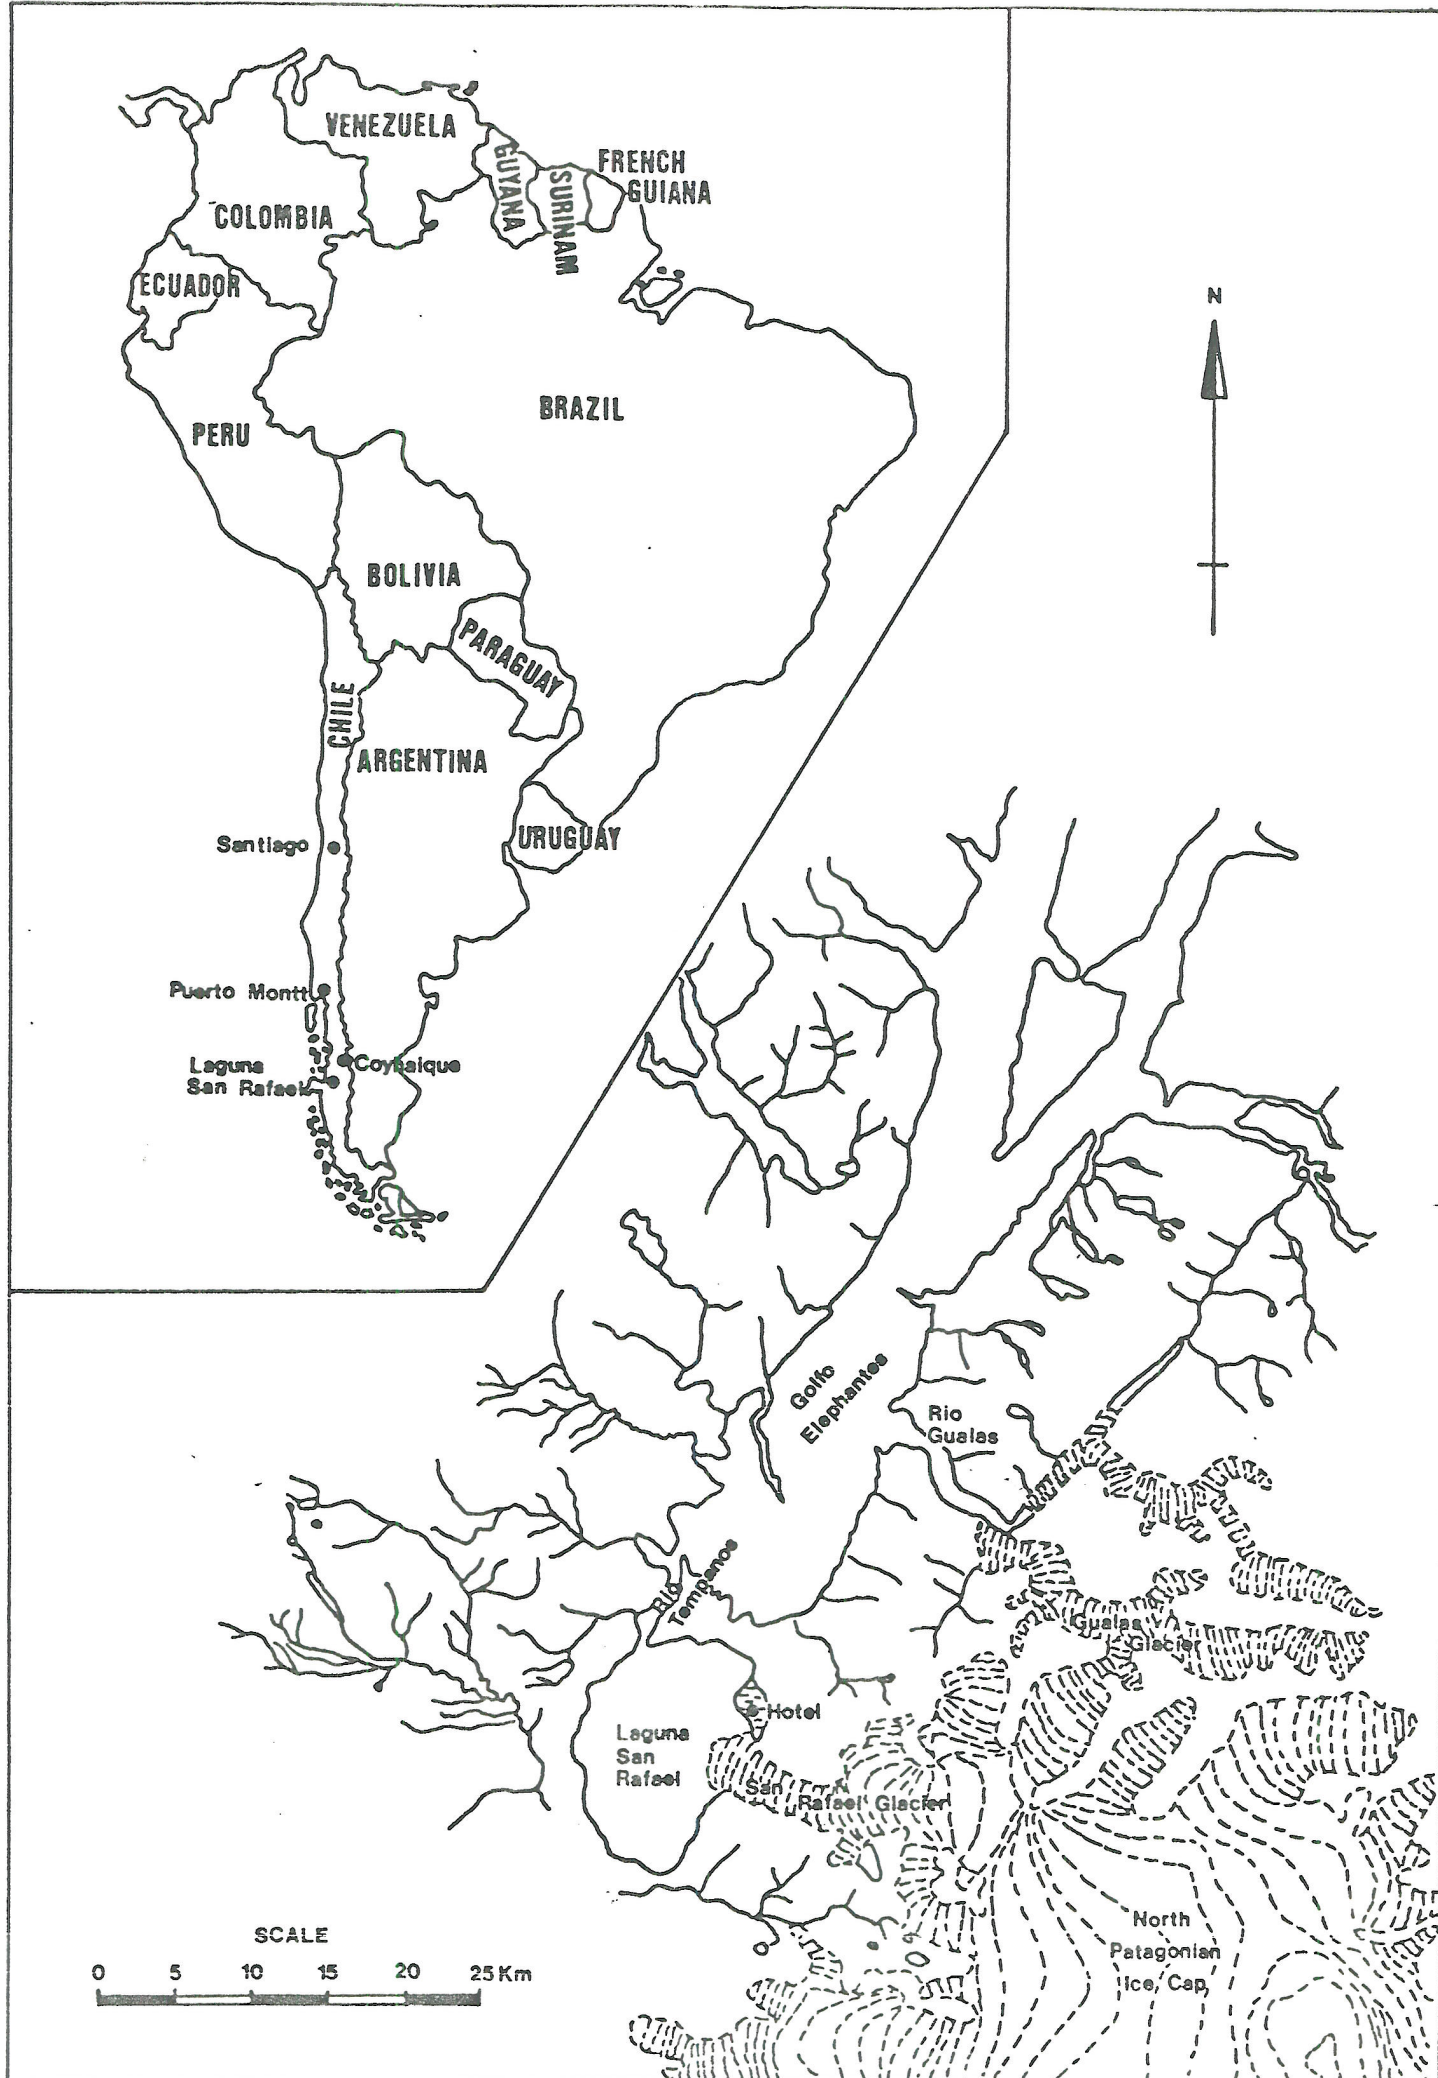 VENEZUELA
GUYANA
SURINAM
FRENCH
GUIANA
COLOMBIA
ECUADOR
BRAZIL
PERU
BOLIVIA
PARAGUAY
CHILE
ARGENTINA
URUGUAY
Santiago
Puerto Montt
Laguna
San Rafael
Coyhaique
N
Golfo
Elephantes
Rio
Gualas
Rio
Tempanos
Gualas
Glacier
Hotel
Laguna
San
Rafael
San
Rafael Glacier
North
Patagonian
Ice Cap
SCALE
0 5 10 15 20 25 Km